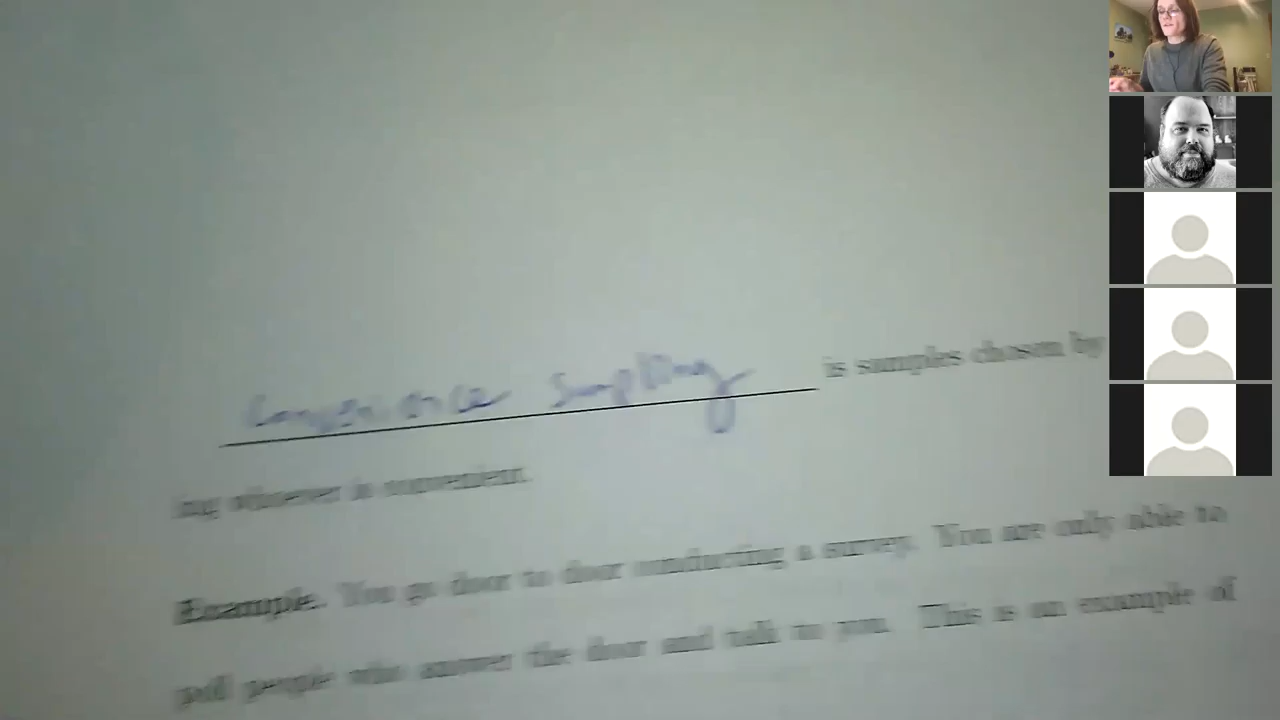 Convenience Sampling is samples chosen by
ing whoever is convenient.
Example. You go door to door conducting a survey. You are only able to
poll people who answer the door and talk to you. This is an example of